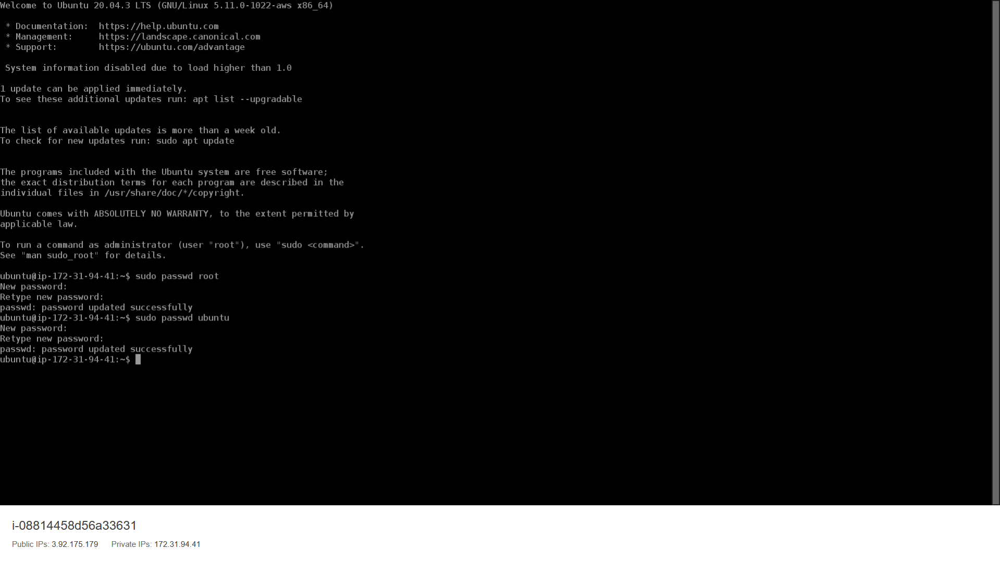 Welcome to Ubuntu 20.04.3 LTS (GNU/Linux 5.11.0-1022-aws x86_64)
 * Documentation:  https://help.ubuntu.com
 * Management:     https://landscape.canonical.com
 * Support:        https://ubuntu.com/advantage
 System information disabled due to load higher than 1.0
1 update can be applied immediately.
To see these additional updates run: apt list --upgradable
The list of available updates is more than a week old.
To check for new updates run: sudo apt update
The programs included with the Ubuntu system are free software;
the exact distribution terms for each program are described in the
individual files in /usr/share/doc/*/copyright.
Ubuntu comes with ABSOLUTELY NO WARRANTY, to the extent permitted by
applicable law.
To run a command as administrator (user "root"), use "sudo <command>".
See "man sudo_root" for details.
ubuntu@ip-172-31-94-41:~$ sudo passwd root
New password:
Retype new password:
passwd: password updated successfully
ubuntu@ip-172-31-94-41:~$ sudo passwd ubuntu
New password:
Retype new password:
passwd: password updated successfully
ubuntu@ip-172-31-94-41:~$
i-08814458d56a33631
Public IPs: 3.92.175.179 Private IPs: 172.31.94.41